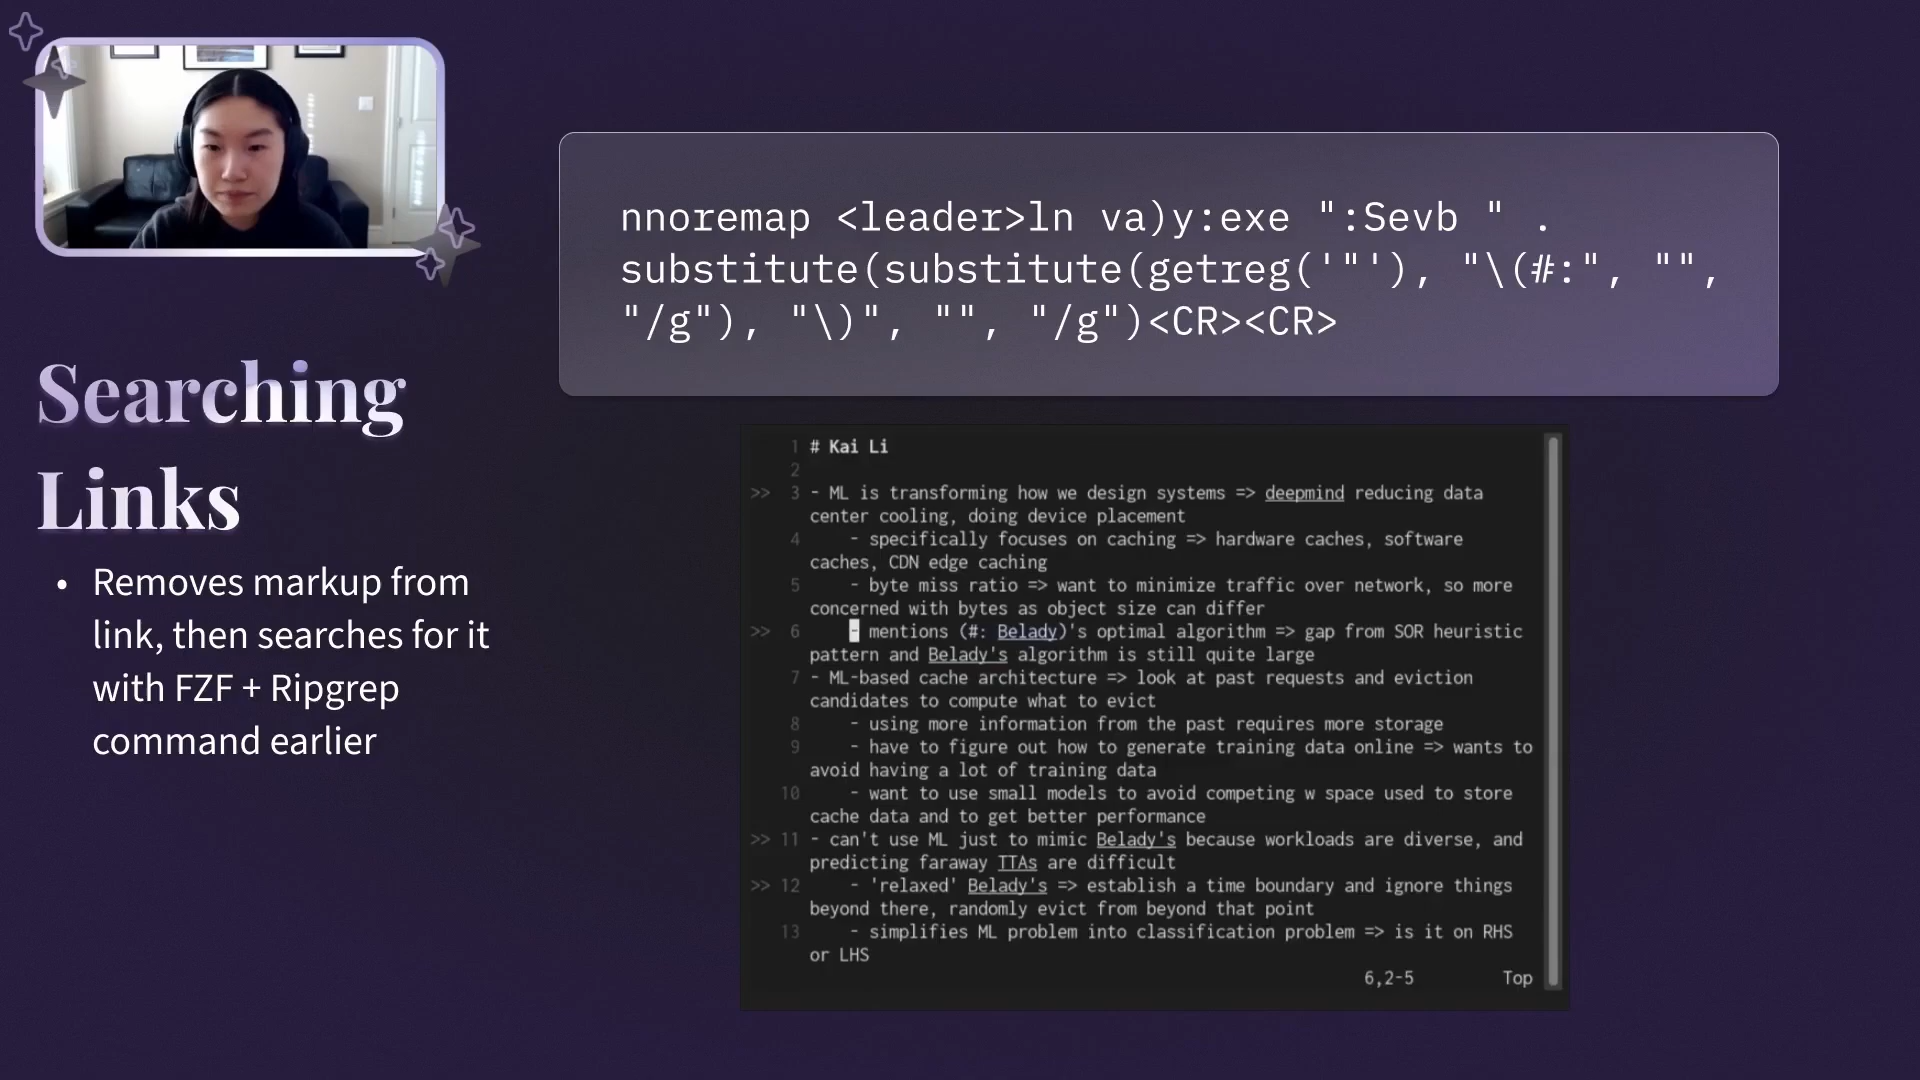 Searching
Links
• Removes markup from
link, then searches for it
with FZF + Ripgrep
command earlier
nnoremap <leader>ln va)y:exe ":Sevb " .
substitute(substitute(getreg('"'), "\(#:", "",
"/g"), "\)", "", "/g")<CR><CR>
1 # Kai Li
2
>> 3 - ML is transforming how we design systems => deepmind reducing data
center cooling, doing device placement
4 - specifically focuses on caching => hardware caches, software
caches, CDN edge caching
5 - byte miss ratio => want to minimize traffic over network, so more
concerned with bytes as object size can differ
>> 6 - mentions (#: Belady)'s optimal algorithm => gap from SOR heuristic
pattern and Belady's algorithm is still quite large
7 - ML-based cache architecture => look at past requests and eviction
candidates to compute what to evict
8 - using more information from the past requires more storage
9 - have to figure out how to generate training data online => wants to
avoid having a lot of training data
10 - want to use small models to avoid competing w space used to store
cache data and to get better performance
>> 11 - can't use ML just to mimic Belady's because workloads are diverse, and
predicting faraway TTAs are difficult
>> 12 - 'relaxed' Belady's => establish a time boundary and ignore things
beyond there, randomly evict from beyond that point
13 - simplifies ML problem into classification problem => is it on RHS
or LHS
6,2-5 Top